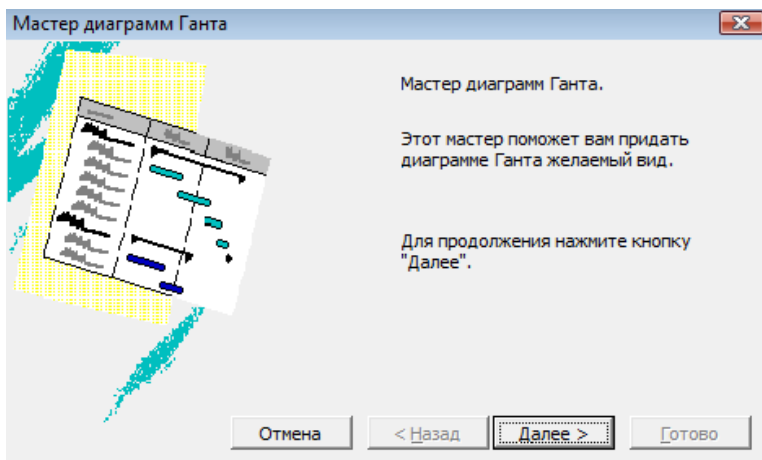 Мастер диаграмм Ганта
Мастер диаграмм Ганта.
Этот мастер поможет вам придать
диаграмме Ганта желаемый вид.
Для продолжения нажмите кнопку
"Далее".
Отмена
< Назад
Далее >
Готово